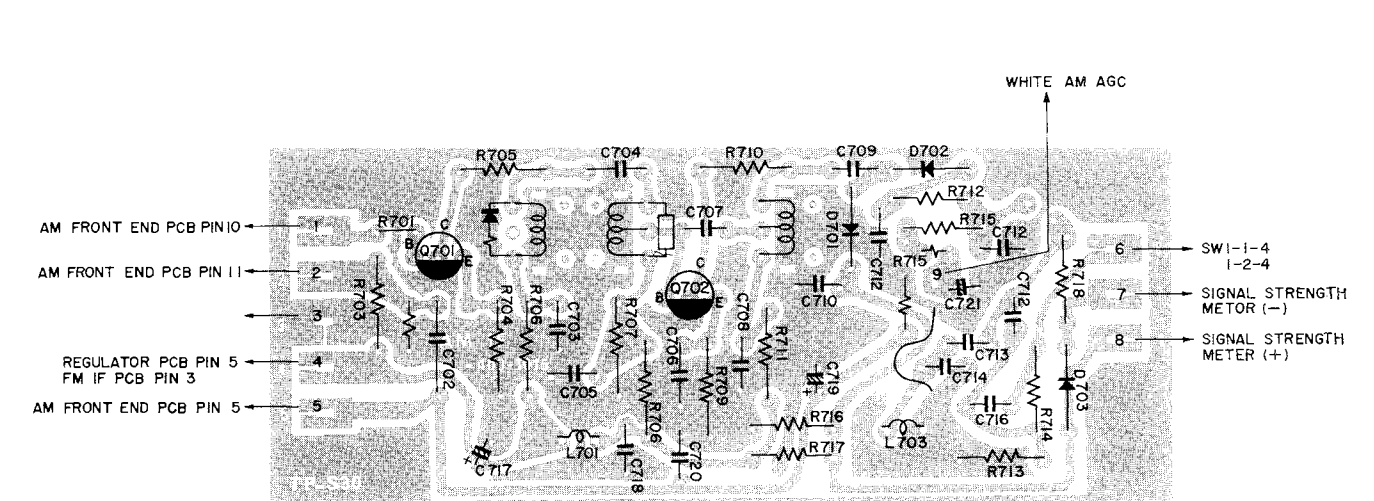 WHITE AM AGC
R705
C704
R710
C709
D702
R712
AM FRONT END PCB PIN10
1
R701
C
B
Q701
E
C707
D701
C712
R715
C712
R715
9
6
SW1-1-4
1-2-4
AM FRONT END PCB PIN 11
2
C
Q702
B
E
C710
C721
C712
R718
7
SIGNAL STRENGTH
METOR (-)
3
R703
C702
R704
R706
C703
R707
C706
C708
R711
C713
8
SIGNAL STRENGTH
METER (+)
REGULATOR PCB PIN 5
FM IF PCB PIN 3
4
C705
R706
R709
+
C719
C714
D703
AM FRONT END PCB PIN 5
5
C716
R714
R716
L703
R717
R713
+
C717
L701
C718
C720